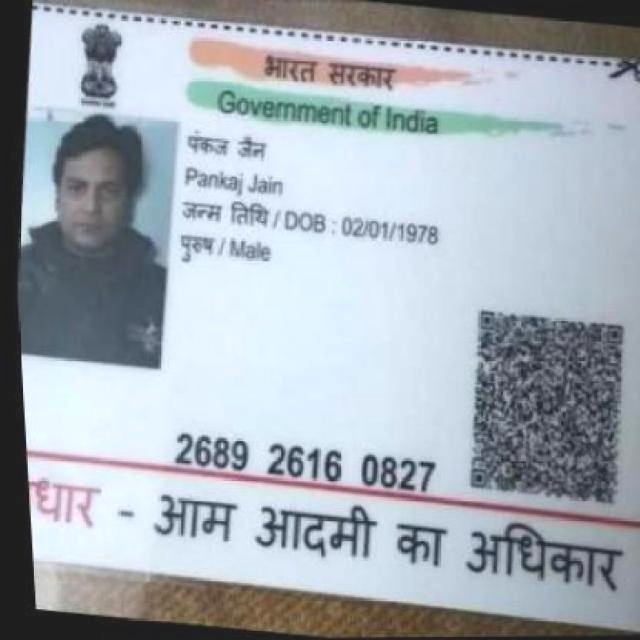 भारत सरकार
Government of India
पंकज जैन
Pankaj Jain
जन्म तिथि / DOB : 02/01/1978
पुरुष / Male
2689 2616 0827
धार - आम आदमी का अधिकार